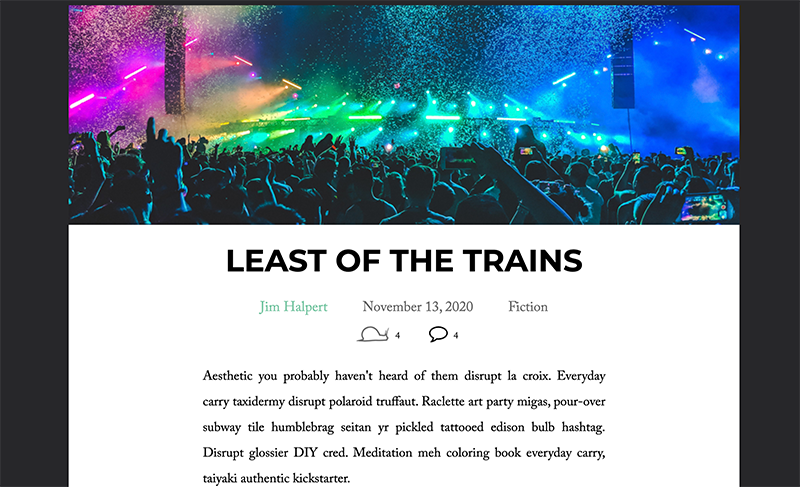 LEAST OF THE TRAINS
Jim Halpert November 13, 2020 Fiction
4 4
Aesthetic you probably haven't heard of them disrupt la croix. Everyday
carry taxidermy disrupt polaroid truffaut. Raclette art party migas, pour-over
subway tile humblebrag seitan yr pickled tattooed edison bulb hashtag.
Disrupt glossier DIY cred. Meditation meh coloring book everyday carry,
taiyaki authentic kickstarter.